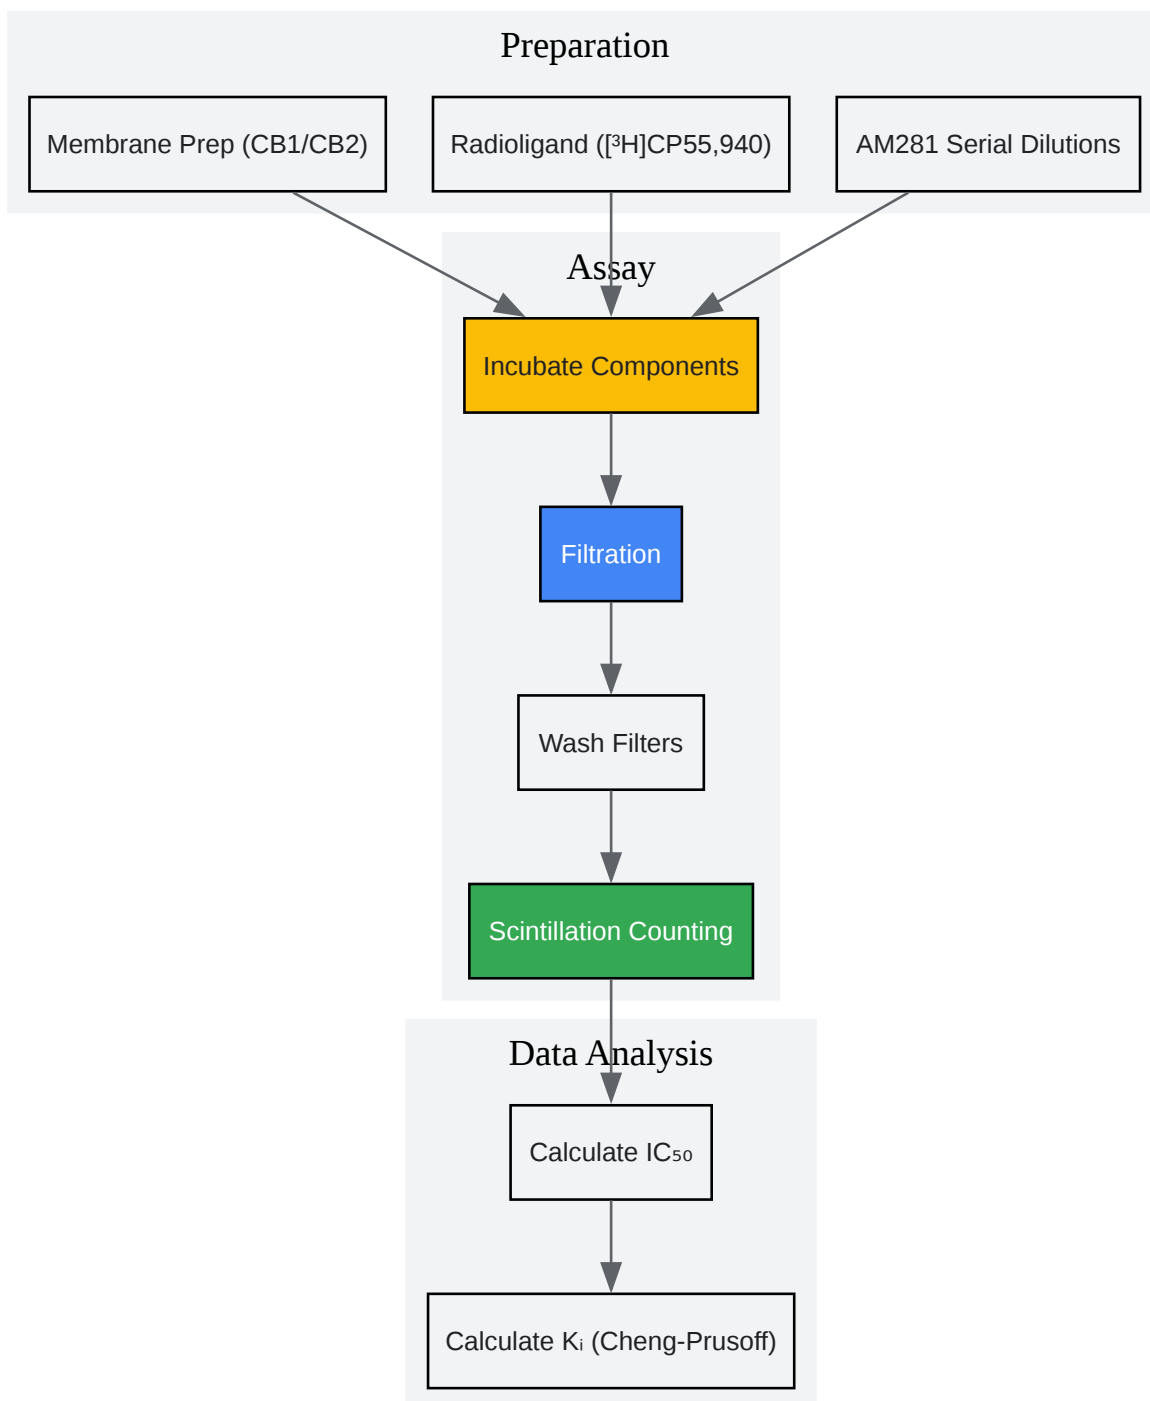 Preparation
Membrane Prep (CB1/CB2)
Radioligand ([³H]CP55,940)
AM281 Serial Dilutions
Assay
Incubate Components
Filtration
Wash Filters
Scintillation Counting
Data Analysis
Calculate IC₅₀
Calculate Kᵢ (Cheng-Prusoff)